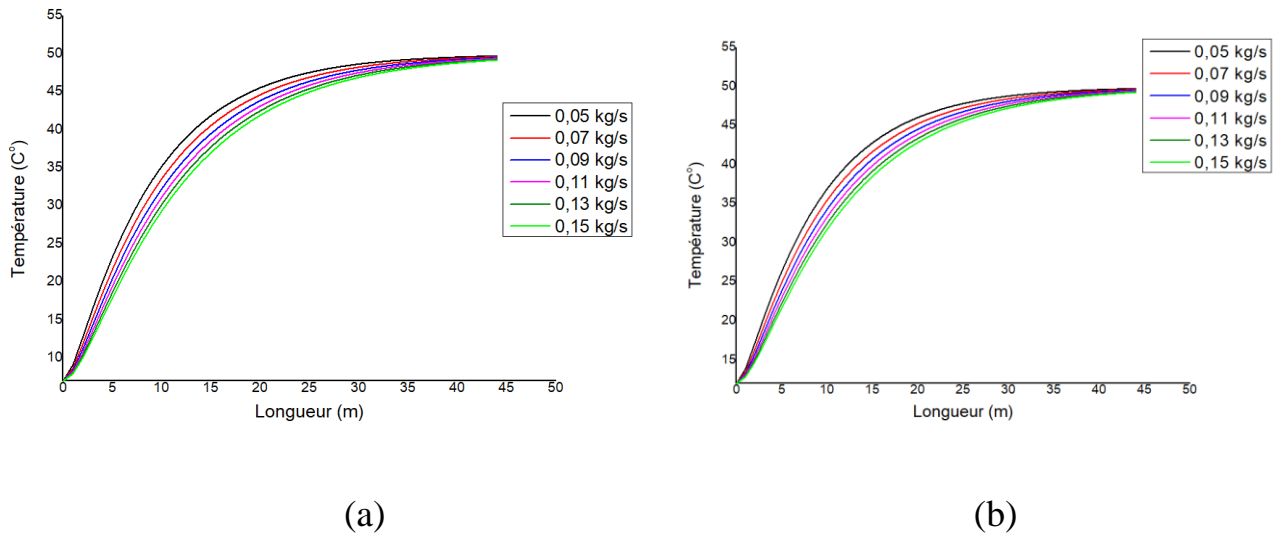 55
50
45
40
35
30
25
20
15
10
0 5 10 15 20 25 30 35 40 45 50
Température (C°)
Longueur (m)
0,05 kg/s
0,07 kg/s
0,09 kg/s
0,11 kg/s
0,13 kg/s
0,15 kg/s
(a)
55
50
45
40
35
30
25
20
15
0 5 10 15 20 25 30 35 40 45 50
Température (C°)
Longueur (m)
0,05 kg/s
0,07 kg/s
0,09 kg/s
0,11 kg/s
0,13 kg/s
0,15 kg/s
(b)